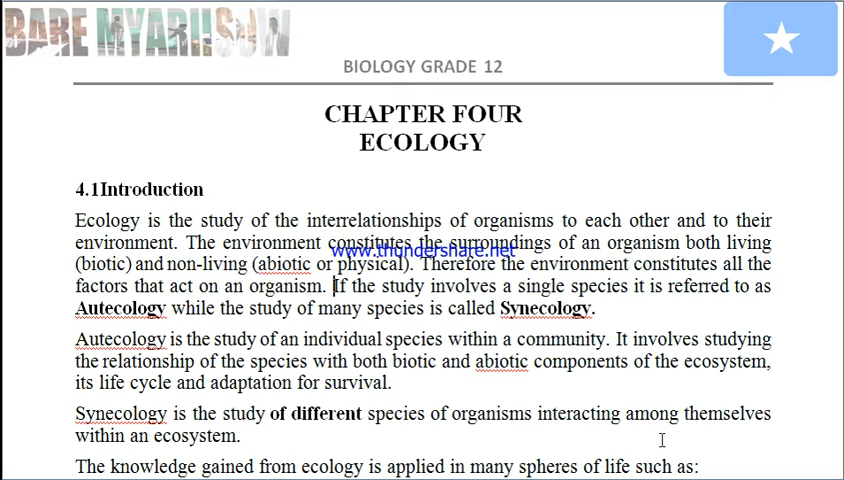 BARE MYARHSOW
BIOLOGY GRADE 12
CHAPTER FOUR
ECOLOGY
4.1Introduction
Ecology is the study of the interrelationships of organisms to each other and to their
environment. The environment constitutes the surroundings of an organism both living
www.thundershare.net
(biotic) and non-living (abiotic or physical). Therefore the environment constitutes all the
factors that act on an organism. If the study involves a single species it is referred to as
Autecology while the study of many species is called Synecology.
Autecology is the study of an individual species within a community. It involves studying
the relationship of the species with both biotic and abiotic components of the ecosystem,
its life cycle and adaptation for survival.
Synecology is the study of different species of organisms interacting among themselves
within an ecosystem.
The knowledge gained from ecology is applied in many spheres of life such as: